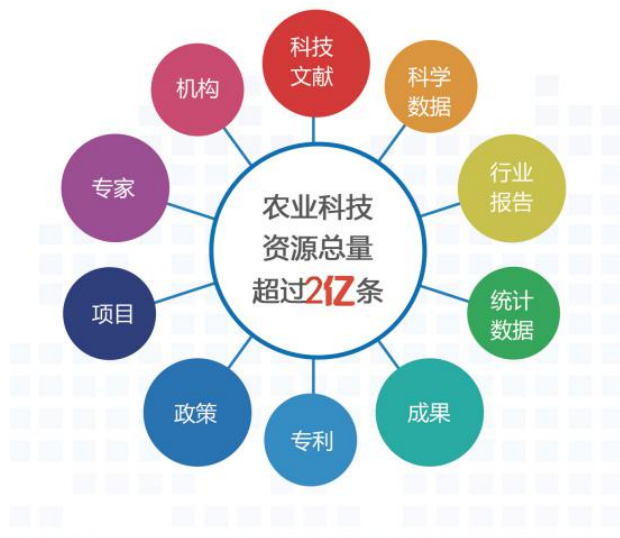 科技
文献
科学
数据
行业
报告
统计
数据
成果
专利
政策
项目
专家
机构
农业科技
资源总量
超过2亿条